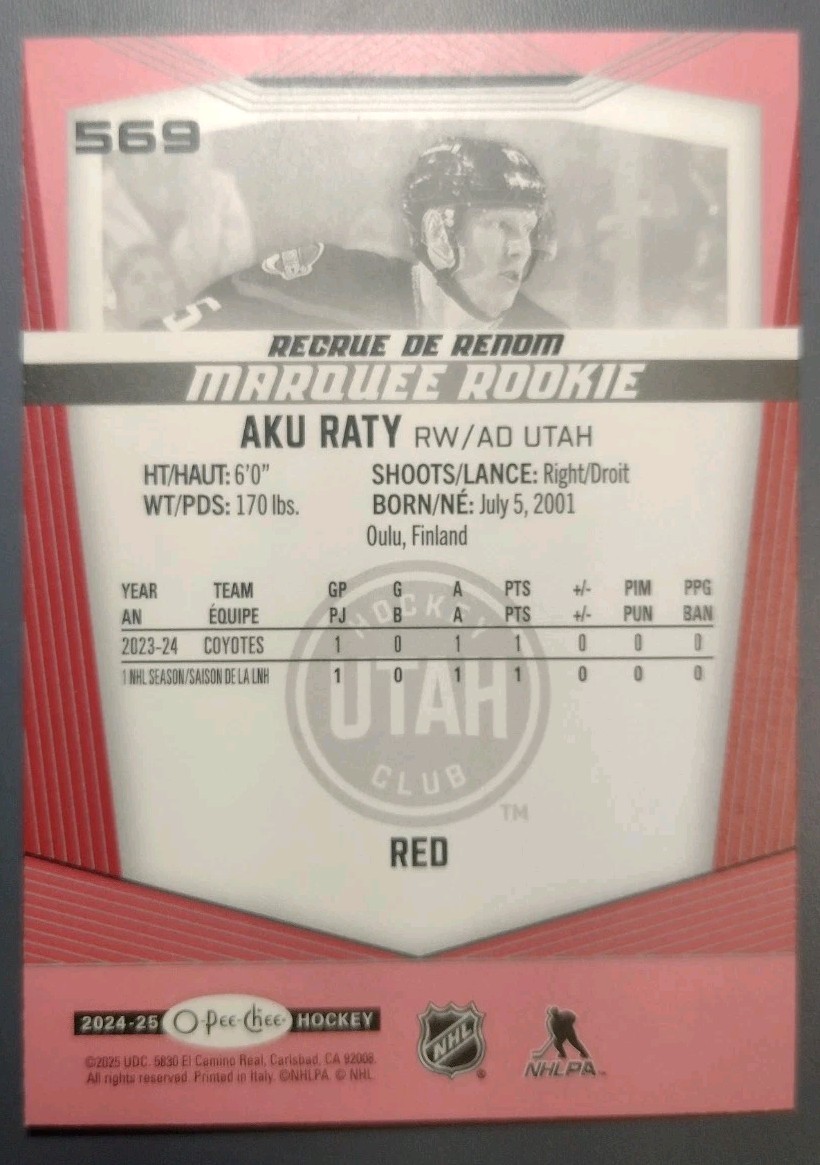 569
5
RECRUE DE RENOM
MARQUEE ROOKIE
AKU RATY RW/AD UTAH
HT/HAUT: 6'0" SHOOTS/LANCE: Right/Droit
WT/PDS: 170 lbs. BORN/NÉ: July 5, 2001
Oulu, Finland
YEAR TEAM GP G A PTS +/- PIM PPG
AN ÉQUIPE PJ B A PTS +/- PUN BAN
2023-24 COYOTES 1 0 1 1 0 0 0
1 NHL SEASON/SAISON DE LA LNH 1 0 1 1 0 0 0
HOCKEY
UTAH
CLUB
TM
RED
2024-25 O-Pee-Chee HOCKEY
©2025 UDC. 5830 El Camino Real, Carlsbad, CA 92008.
All rights reserved. Printed in Italy. ©NHLPA. © NHL
NHL
®
NHLPA™